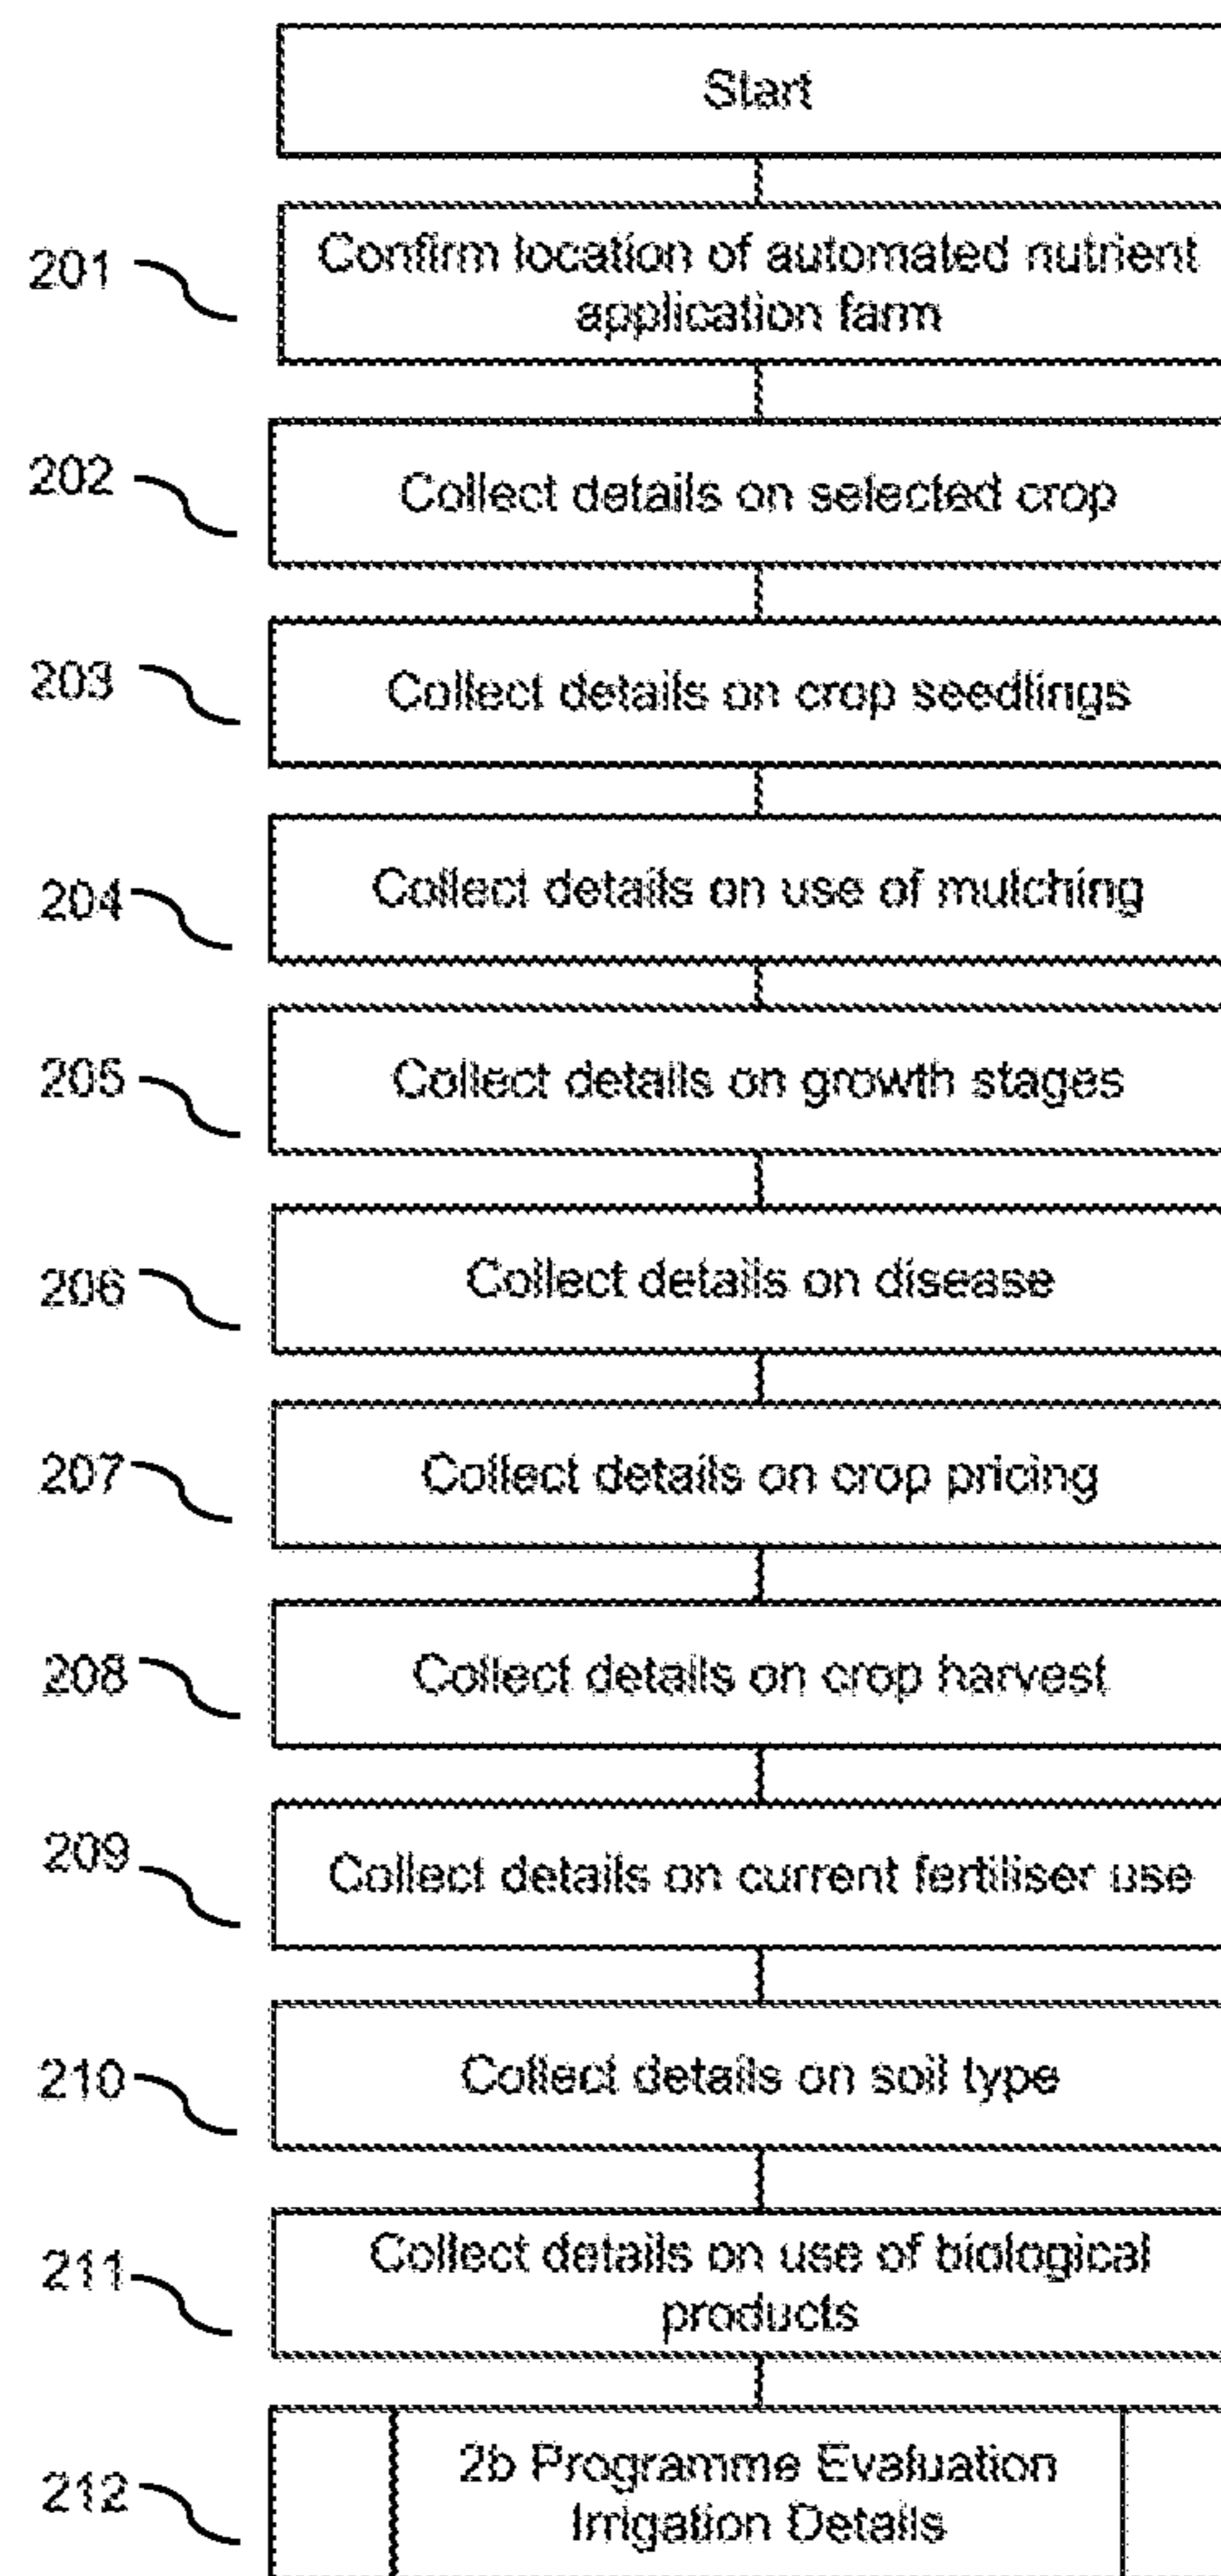 Start
201
Confirm location of automated nutrient
application farm
202
Collect details on selected crop
203
Collect details on crop seedlings
204
Collect details on use of mulching
205
Collect details on growth stages
206
Collect details on disease
207
Collect details on crop pricing
208
Collect details on crop harvest
209
Collect details on current fertiliser use
210
Collect details on soil type
211
Collect details on use of biological
products
212
2b Programme Evaluation
Irrigation Details